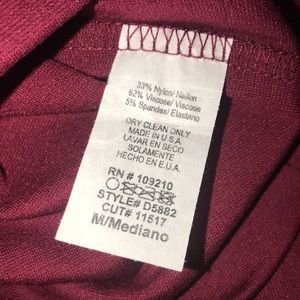 33% Nylon/ Nailon
62% Viscose/ Viscose
5% Spandex/ Elastano
DRY CLEAN ONLY
MADE IN U.S.A
LAVAR EN SECO
SOLAMENTE
HECHO EN E.U.A.
RN # 109210
STYLE# D5882
CUT# 11517
M/Mediano